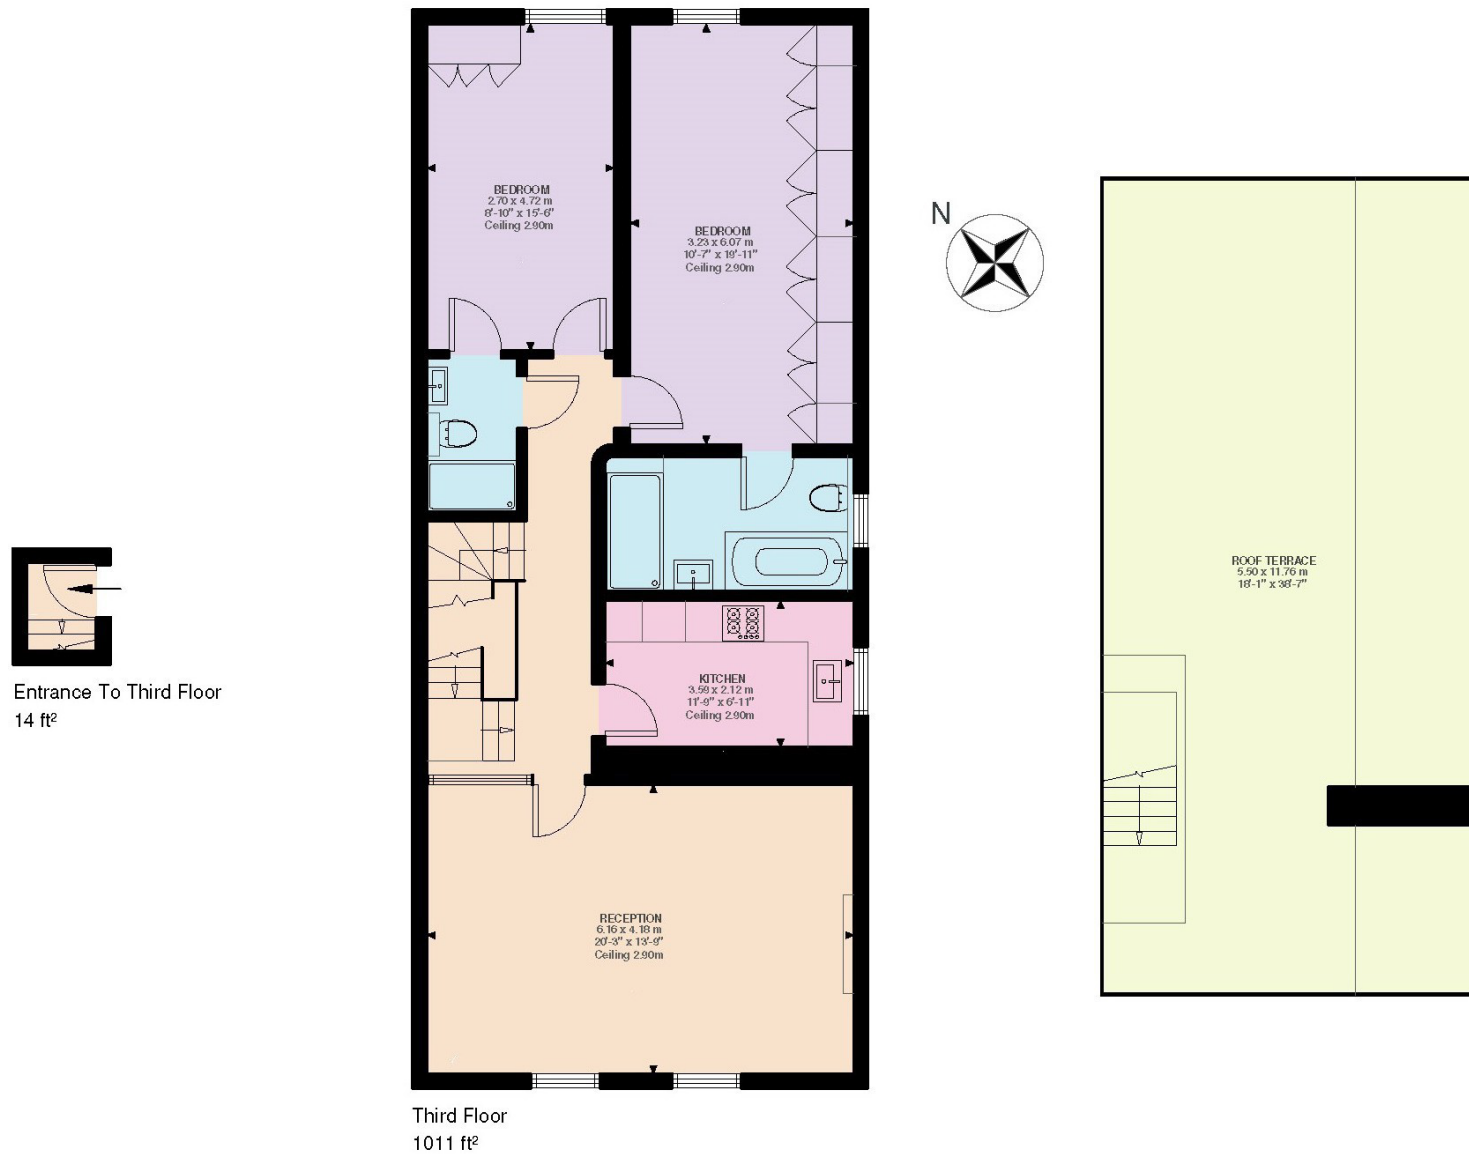 BEDROOM
2.70 x 4.72 m
8'-10" x 15'-6"
Ceiling 2.90m
BEDROOM
3.23 x 6.07 m
10'-7" x 19'-11"
Ceiling 2.90m
N
ROOF TERRACE
5.50 x 11.76 m
18'-1" x 38'-7"
KITCHEN
3.59 x 2.12 m
11'-9" x 6'-11"
Ceiling 2.90m
Entrance To Third Floor
14 ft²
RECEPTION
6.16 x 4.18 m
20'-3" x 13'-9"
Ceiling 2.90m
Third Floor
1011 ft²